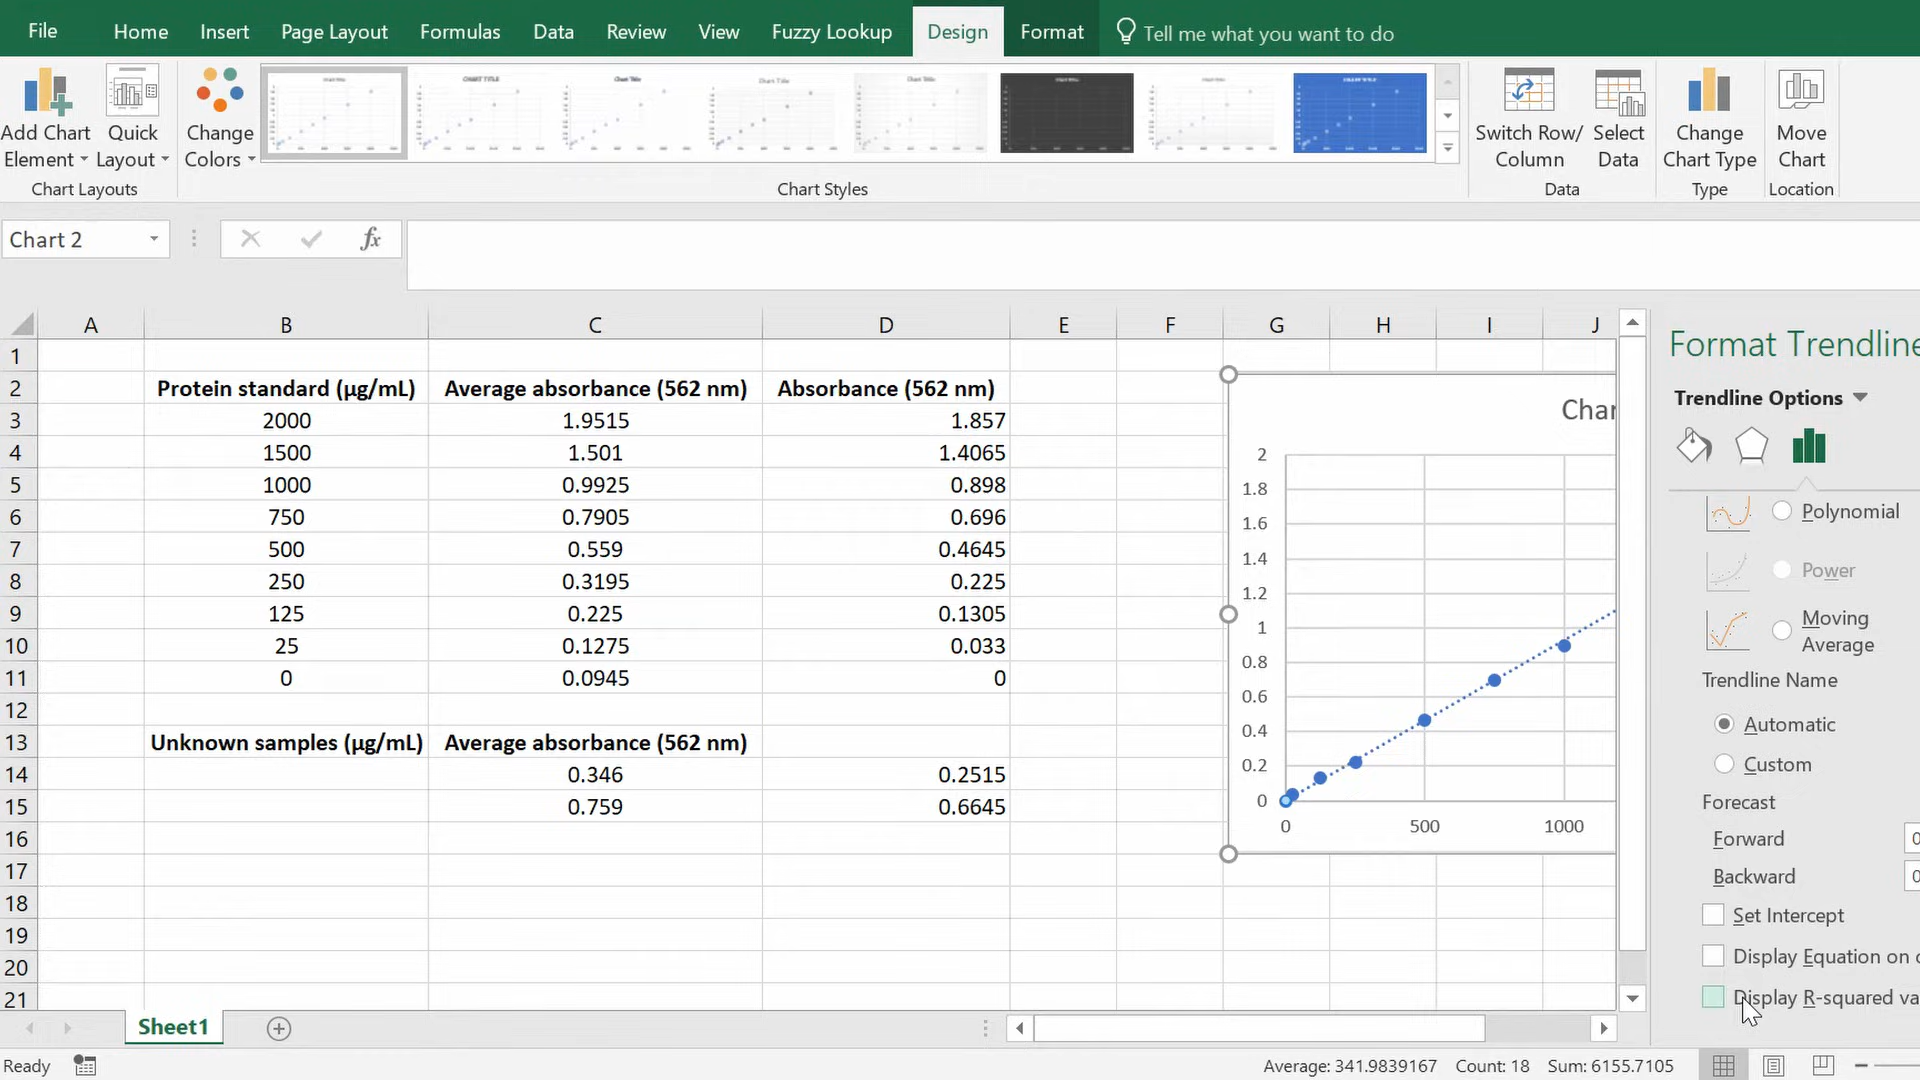 File Home Insert Page Layout Formulas Data Review View Fuzzy Lookup Design Format Tell me what you want to do
Add Chart Element
Quick Layout
Change Colors
Switch Row/ Column
Select Data
Change Chart Type
Move Chart
Chart Layouts Chart Styles Data Type Location
Chart 2 fx
A B C D E F G H I J
1
2 Protein standard (µg/mL) Average absorbance (562 nm) Absorbance (562 nm)
3 2000 1.9515 1.857
4 1500 1.501 1.4065
5 1000 0.9925 0.898
6 750 0.7905 0.696
7 500 0.559 0.4645
8 250 0.3195 0.225
9 125 0.225 0.1305
10 25 0.1275 0.033
11 0 0.0945 0
12
13 Unknown samples (µg/mL) Average absorbance (562 nm)
14 0.346 0.2515
15 0.759 0.6645
16
17
18
19
20
21
Char
2
1.8
1.6
1.4
1.2
1
0.8
0.6
0.4
0.2
0
0 500 1000
Format Trendline
Trendline Options
Polynomial
Power
Moving Average
Trendline Name
Automatic
Custom
Forecast
Forward 0
Backward 0
Set Intercept
Display Equation on c
Display R-squared va
Sheet1
Ready Average: 341.9839167 Count: 18 Sum: 6155.7105